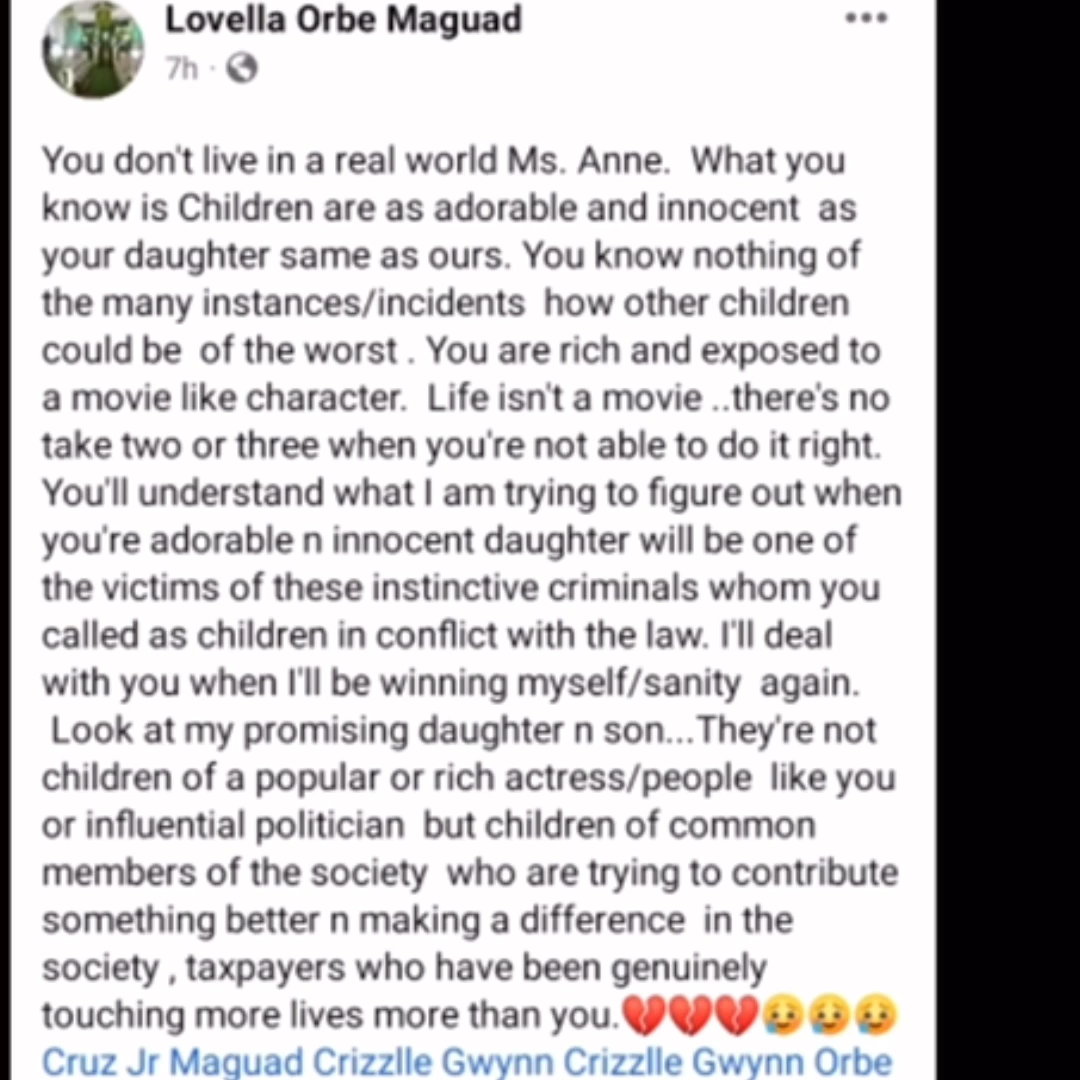 Lovella Orbe Maguad
7h ·
You don't live in a real world Ms. Anne.  What you
know is Children are as adorable and innocent  as
your daughter same as ours. You know nothing of
the many instances/incidents  how other children
could be  of the worst . You are rich and exposed to
a movie like character.  Life isn't a movie ..there's no
take two or three when you're not able to do it right.
You'll understand what I am trying to figure out when
you're adorable n innocent daughter will be one of
the victims of these instinctive criminals whom you
called as children in conflict with the law. I'll deal
with you when I'll be winning myself/sanity  again.
Look at my promising daughter n son...They're not
children of a popular or rich actress/people  like you
or influential politician  but children of common
members of the society  who are trying to contribute
something better n making a difference  in the
society , taxpayers who have been genuinely
touching more lives more than you.💔💔💔🥲🥲🥲
Cruz Jr Maguad Crizzlle Gwynn Crizzlle Gwynn Orbe